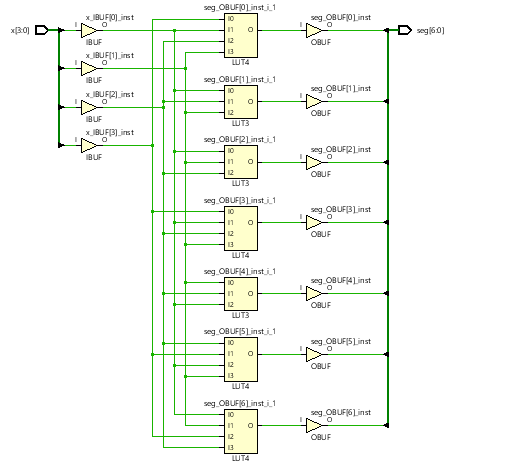 x[3:0]
x_IBUF[0]_inst
I
O
IBUF
x_IBUF[1]_inst
I
O
IBUF
x_IBUF[2]_inst
I
O
IBUF
x_IBUF[3]_inst
I
O
IBUF
seg_OBUF[0]_inst_i_1
I0
I1
O
I2
I3
LUT4
seg_OBUF[1]_inst_i_1
I0
I1
O
I2
LUT3
seg_OBUF[2]_inst_i_1
I0
I1
O
I2
LUT3
seg_OBUF[3]_inst_i_1
I0
I1
O
I2
I3
LUT4
seg_OBUF[4]_inst_i_1
I0
I1
O
I2
LUT3
seg_OBUF[5]_inst_i_1
I0
I1
O
I2
I3
LUT4
seg_OBUF[6]_inst_i_1
I0
I1
O
I2
I3
LUT4
seg_OBUF[0]_inst
I
O
OBUF
seg_OBUF[1]_inst
I
O
OBUF
seg_OBUF[2]_inst
I
O
OBUF
seg_OBUF[3]_inst
I
O
OBUF
seg_OBUF[4]_inst
I
O
OBUF
seg_OBUF[5]_inst
I
O
OBUF
seg_OBUF[6]_inst
I
O
OBUF
seg[6:0]